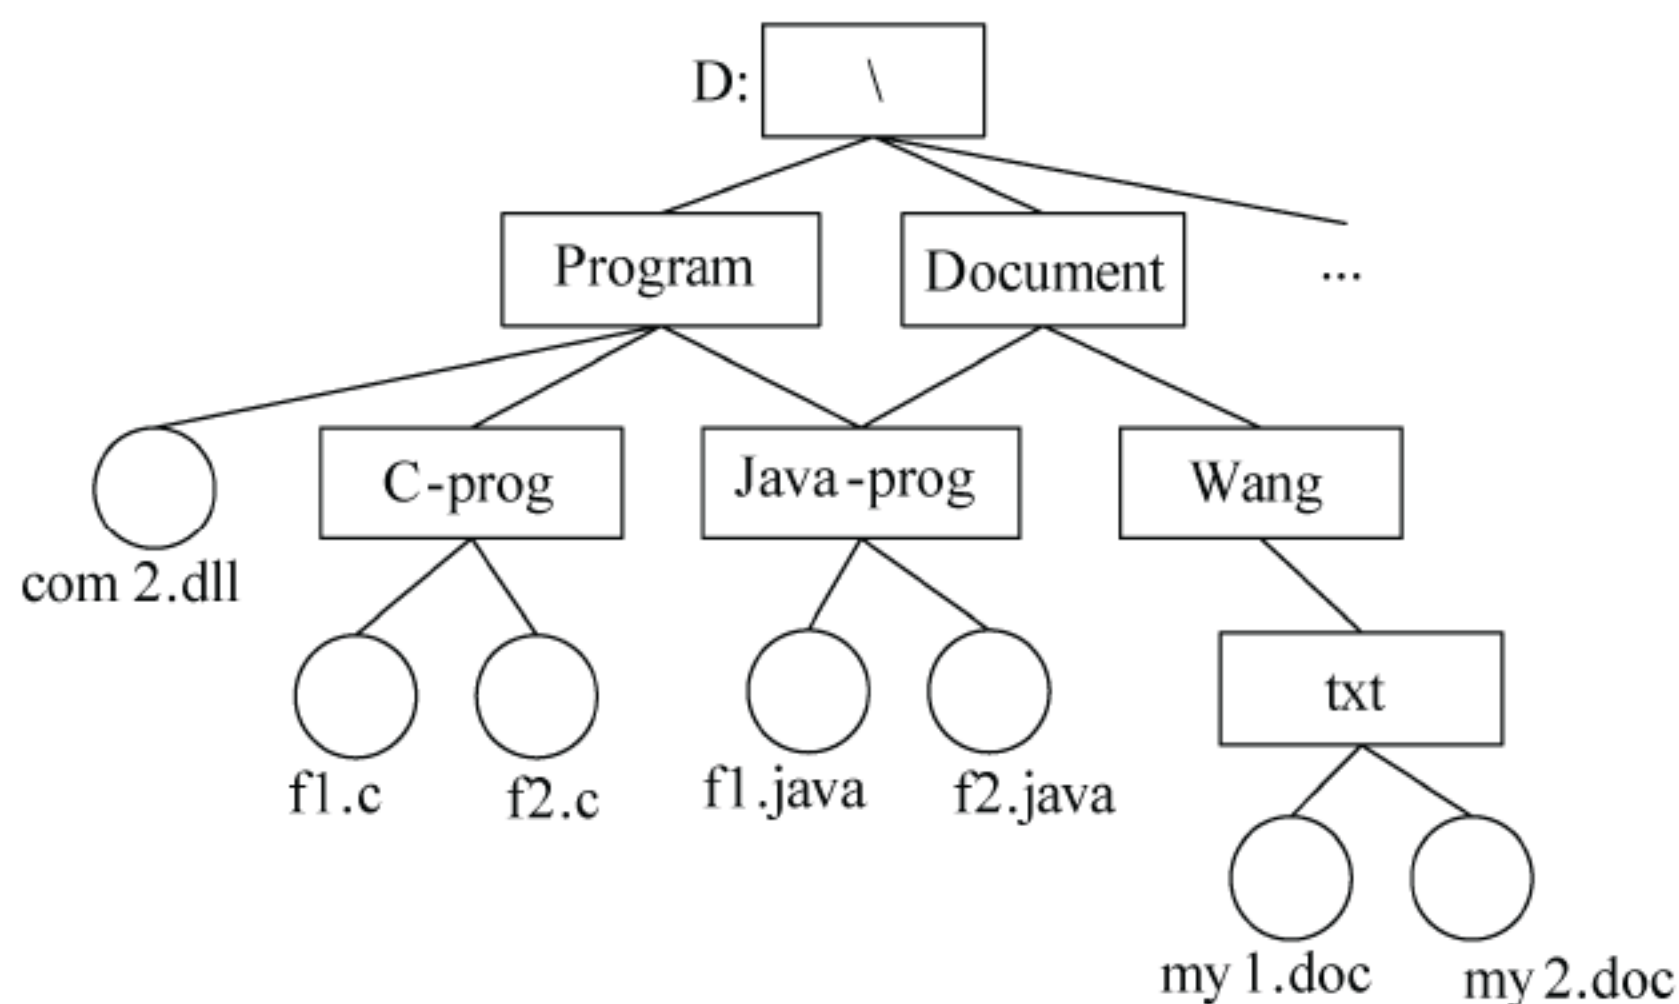 D: \
Program
Document
...
C-prog
Java-prog
Wang
com 2.dll
txt
f1.c
f2.c
f1.java
f2.java
my 1.doc
my 2.doc